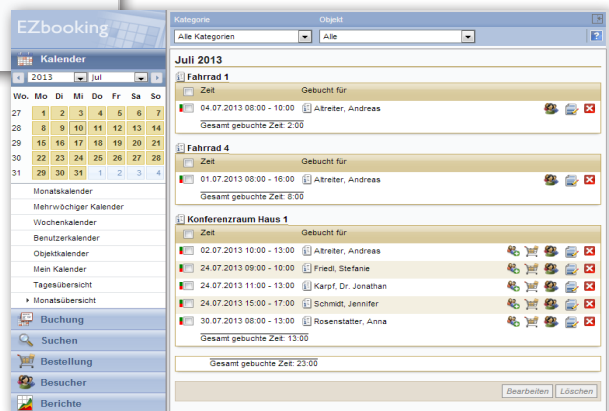 EZbooking
Kalender
2013 Jul
Wo. Mo Di Mi Do Fr Sa So
27 1 2 3 4 5 6 7
28 8 9 10 11 12 13 14
29 15 16 17 18 19 20 21
30 22 23 24 25 26 27 28
31 29 30 31 1 2 3 4
Monatskalender
Mehrwöchiger Kalender
Wochenkalender
Benutzerkalender
Objektkalender
Mein Kalender
Tagesübersicht
Monatsübersicht
Buchung
Suchen
Bestellung
Besucher
Berichte
Kategorie Objekt
Alle Kategorien Alle ?
Juli 2013
Fahrrad 1
Zeit Gebucht für
04.07.2013 08:00 - 10:00 Altreiter, Andreas
Gesamt gebuchte Zeit: 2:00
Fahrrad 4
Zeit Gebucht für
01.07.2013 08:00 - 16:00 Altreiter, Andreas
Gesamt gebuchte Zeit: 8:00
Konferenzraum Haus 1
Zeit Gebucht für
02.07.2013 10:00 - 13:00 Altreiter, Andreas
24.07.2013 09:00 - 10:00 Friedl, Stefanie
24.07.2013 11:00 - 13:00 Karpf, Dr. Jonathan
24.07.2013 15:00 - 17:00 Schmidt, Jennifer
30.07.2013 08:00 - 13:00 Rosenstatter, Anna
Gesamt gebuchte Zeit: 13:00
Gesamt gebuchte Zeit: 23:00
Bearbeiten Löschen